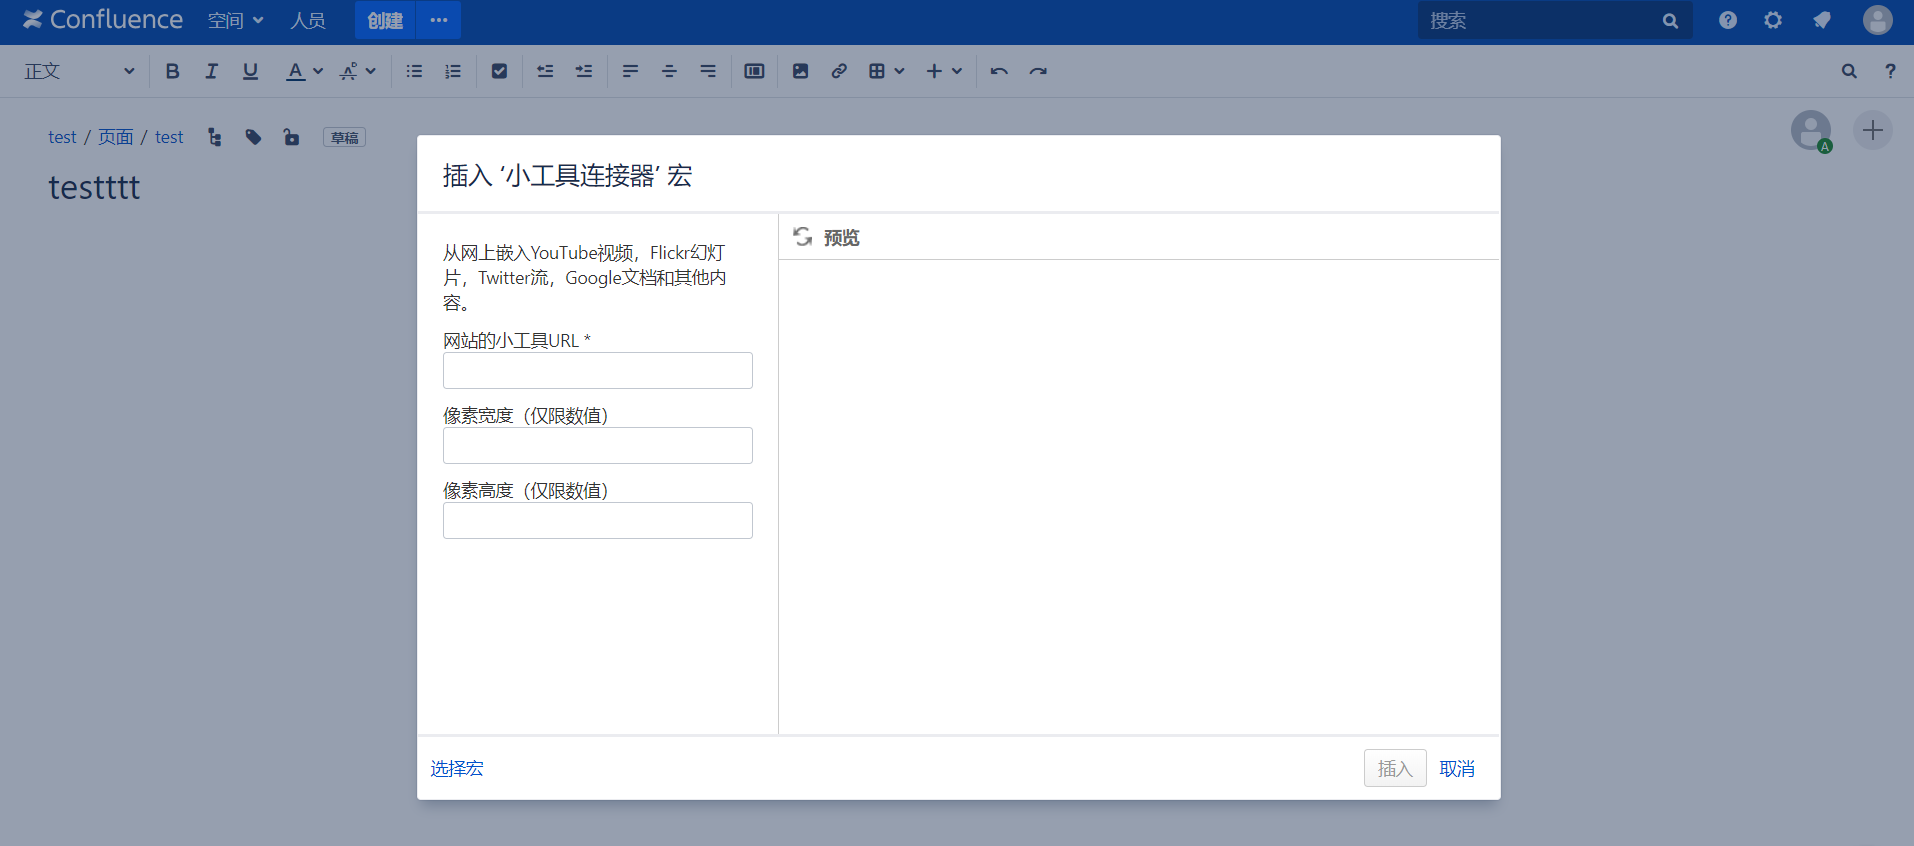 Confluence 空间 人员 创建 ··· 搜索
正文
test / 页面 / test 草稿
A
testttt
插入 ‘小工具连接器’ 宏
从网上嵌入YouTube视频，Flickr幻灯
片，Twitter流，Google文档和其他内
容。
网站的小工具URL *
像素宽度（仅限数值）
像素高度（仅限数值）
预览
选择宏
插入 取消